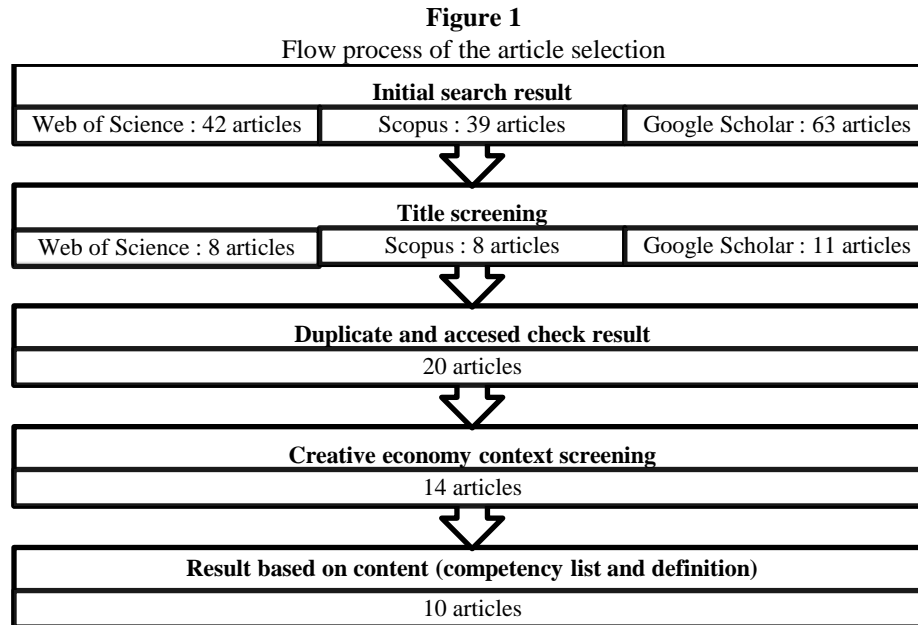 Figure 1
Flow process of the article selection
Initial search result
Web of Science : 42 articles
Scopus : 39 articles
Google Scholar : 63 articles
Title screening
Web of Science : 8 articles
Scopus : 8 articles
Google Scholar : 11 articles
Duplicate and accesed check result
20 articles
Creative economy context screening
14 articles
Result based on content (competency list and definition)
10 articles